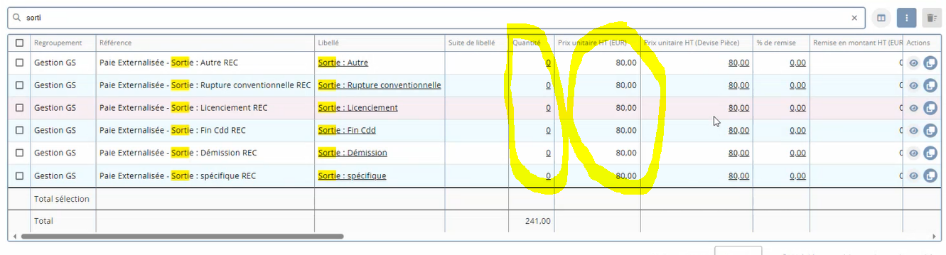 sorti
Regroupement Référence Libellé Suite de libellé Quantité Prix unitaire HT (EUR) Prix unitaire HT (Devise Pièce) % de remise Remise en montant HT (EUR Actions
Gestion GS Paie Externalisée - Sortie : Autre REC Sortie : Autre 0 80,00 80,00 0,00 0
Gestion GS Paie Externalisée - Sortie : Rupture conventionnelle REC Sortie : Rupture conventionnelle 0 80,00 80,00 0,00 0
Gestion GS Paie Externalisée - Sortie : Licenciement REC Sortie : Licenciement 0 80,00 80,00 0,00 0
Gestion GS Paie Externalisée - Sortie : Fin Cdd REC Sortie : Fin Cdd 0 80,00 80,00 0,00 0
Gestion GS Paie Externalisée - Sortie : Démission REC Sortie : Démission 0 80,00 80,00 0,00 0
Gestion GS Paie Externalisée - Sortie : spécifique REC Sortie : spécifique 0 80,00 80,00 0,00 0
Total sélection
Total 241,00